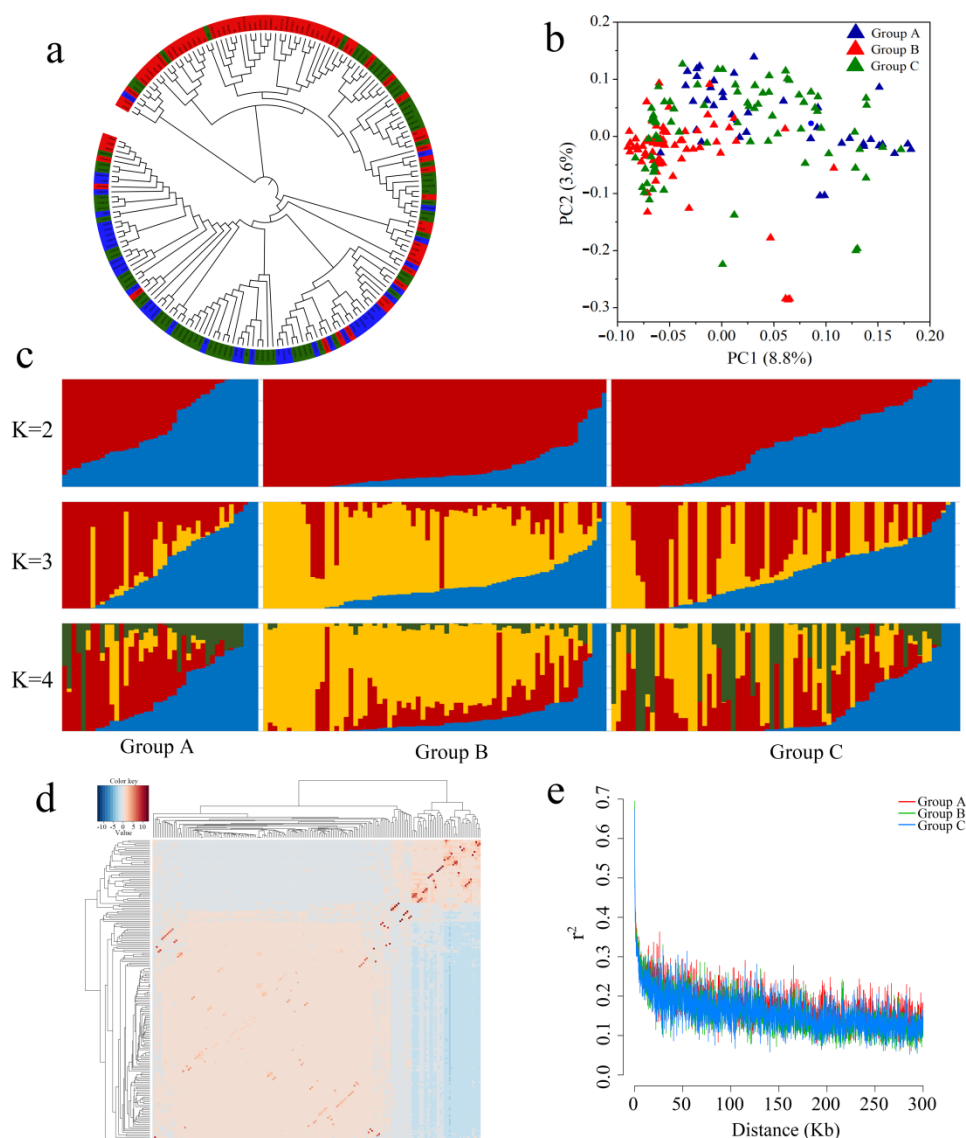 a
b
Group A
Group B
Group C
0.2
0.1
0.0
−0.1
−0.2
−0.3
PC2 (3.6%)
−0.10
−0.05
0.00
0.05
0.10
0.15
0.20
PC1 (8.8%)
c
K=2
K=3
K=4
Group A
Group B
Group C
d
Color key
-10 -5 0 5 10
Value
e
Group A
Group B
Group C
0.7
0.6
0.5
0.4
0.3
0.2
0.1
0.0
r²
0
50
100
150
200
250
300
Distance (Kb)